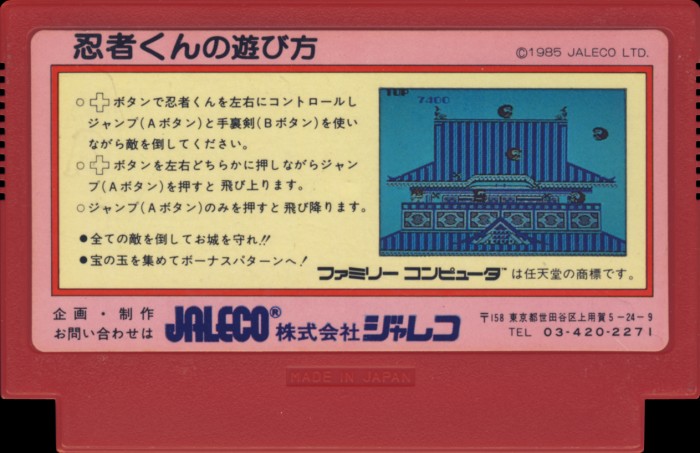 忍者くんの遊び方
©1985 JALECO LTD.
○ボタンで忍者くんを左右にコントロールし
ジャンプ(Aボタン)と手裏剣(Bボタン)を使い
ながら敵を倒してください。
○ボタンを左右どちらかに押しながらジャン
プ(Aボタン)を押すと飛び上ります。
○ジャンプ(Aボタン)のみを押すと飛び降ります。
●全ての敵を倒してお城を守れ!!
●宝の玉を集めてボーナスパターンへ!
TOP
7400
ファミリー コンピュータ™は任天堂の商標です。
企画・制作
お問い合わせは
JALECO® 株式会社ジャレコ
〒158 東京都世田谷区上用賀5-24-9
TEL 03-420-2271
MADE IN JAPAN